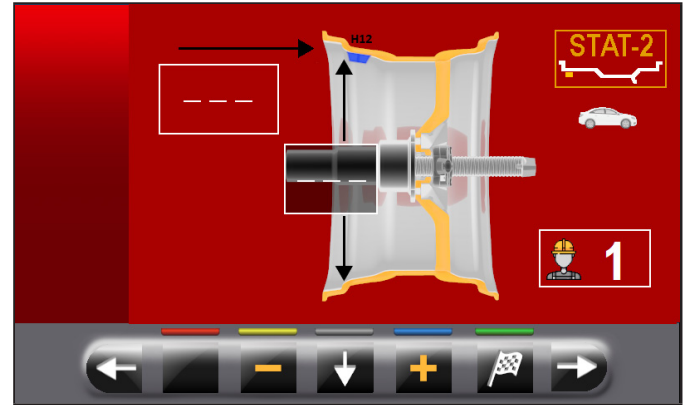 H12
STAT-2
_ _ _
_ _ _
1